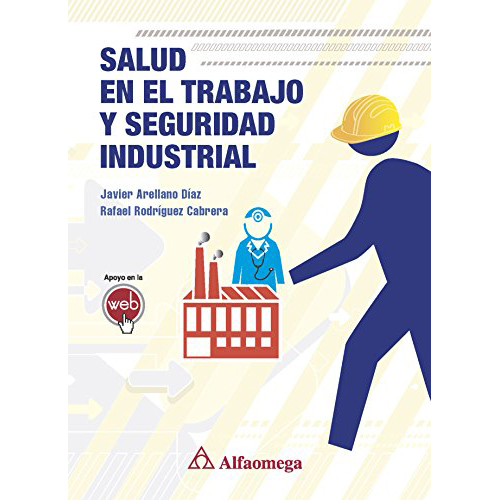 SALUD
EN EL TRABAJO
Y SEGURIDAD
INDUSTRIAL
Javier Arellano Díaz
Rafael Rodríguez Cabrera
Apoyo en la
web
Alfaomega